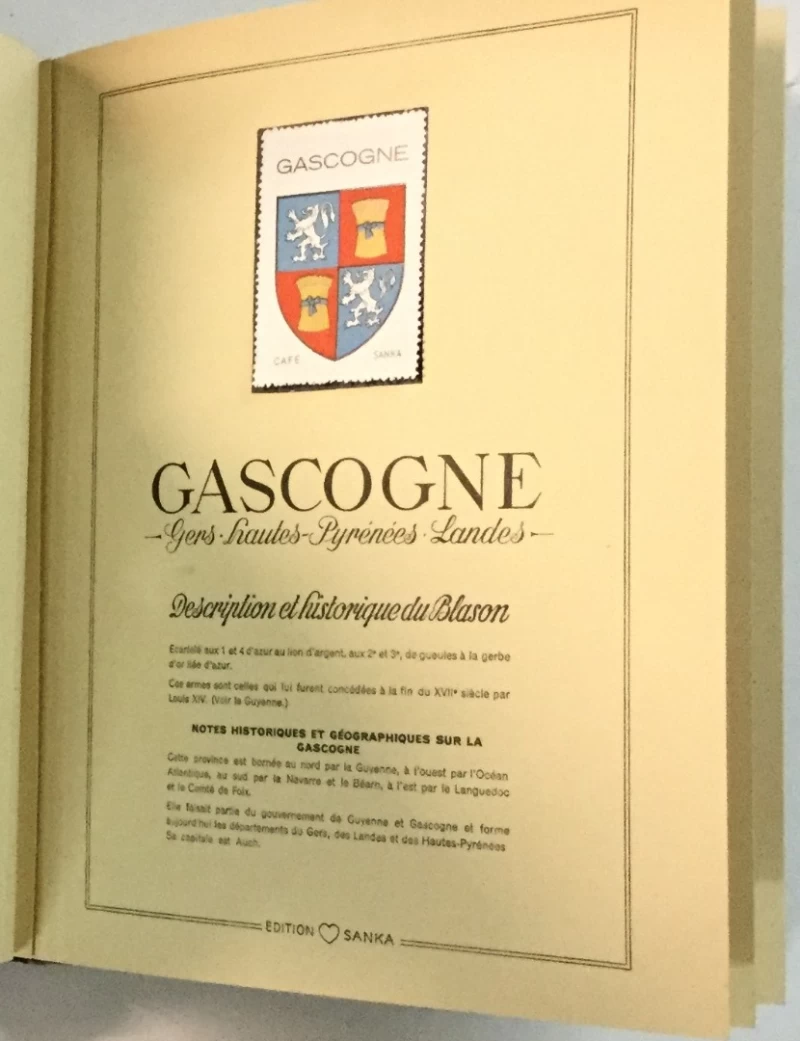 GASCOGNE
CAFÉ SANKA
GASCOGNE
- Gers · Hautes-Pyrénées · Landes -
Description et historique du Blason
Écartelé aux 1 et 4 d'azur au lion d'argent, aux 2e et 3e, de gueules à la gerbe
d'or liée d'azur.
Ces armes sont celles qui lui furent concédées à la fin du XVIIe siècle par
Louis XIV. (Voir la Guyenne.)
NOTES HISTORIQUES ET GÉOGRAPHIQUES SUR LA
GASCOGNE
Cette province est bornée au nord par la Guyenne, à l'ouest par l'Océan
Atlantique, au sud par la Navarre et le Béarn, à l'est par le Languedoc
et le Comté de Foix.
Elle faisait partie du gouvernement de Guyenne et Gascogne et forme
aujourd'hui les départements du Gers, des Landes et des Hautes-Pyrénées
Sa capitale est Auch.
EDITION SANKA